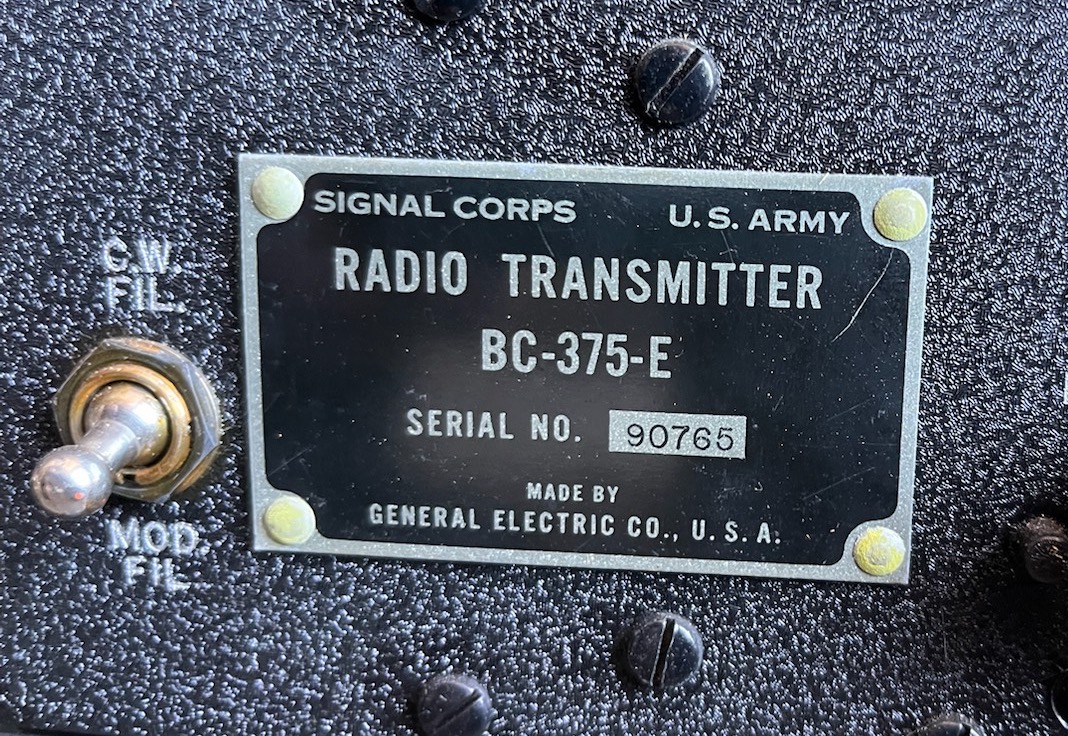 SIGNAL CORPS U. S. ARMY
RADIO TRANSMITTER
BC-375-E
SERIAL NO. 90765
MADE BY
GENERAL ELECTRIC CO., U. S. A.
C.W.
FIL.
MOD.
FIL.